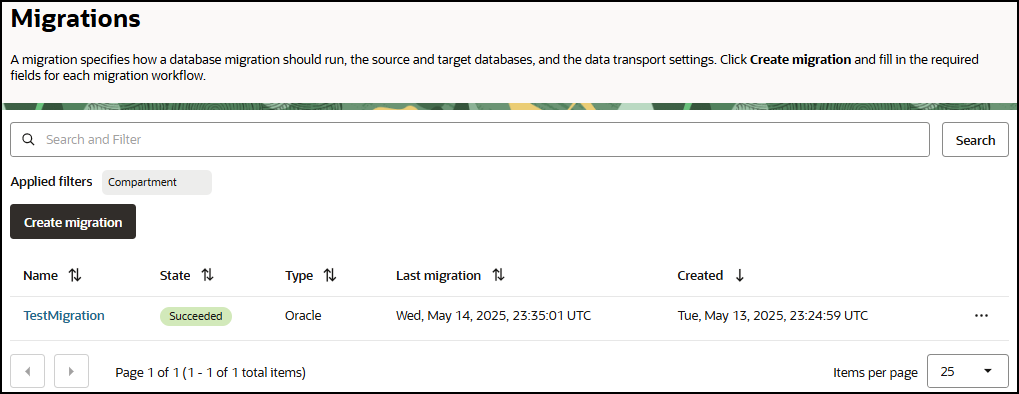 Migrations
A migration specifies how a database migration should run, the source and target databases, and the data transport settings. Click Create migration and fill in the required
fields for each migration workflow.
Search and Filter
Search
Applied filters Compartment
Create migration
Name State Type Last migration Created
TestMigration Succeeded Oracle Wed, May 14, 2025, 23:35:01 UTC Tue, May 13, 2025, 23:24:59 UTC
Page 1 of 1 (1 - 1 of 1 total items) Items per page 25